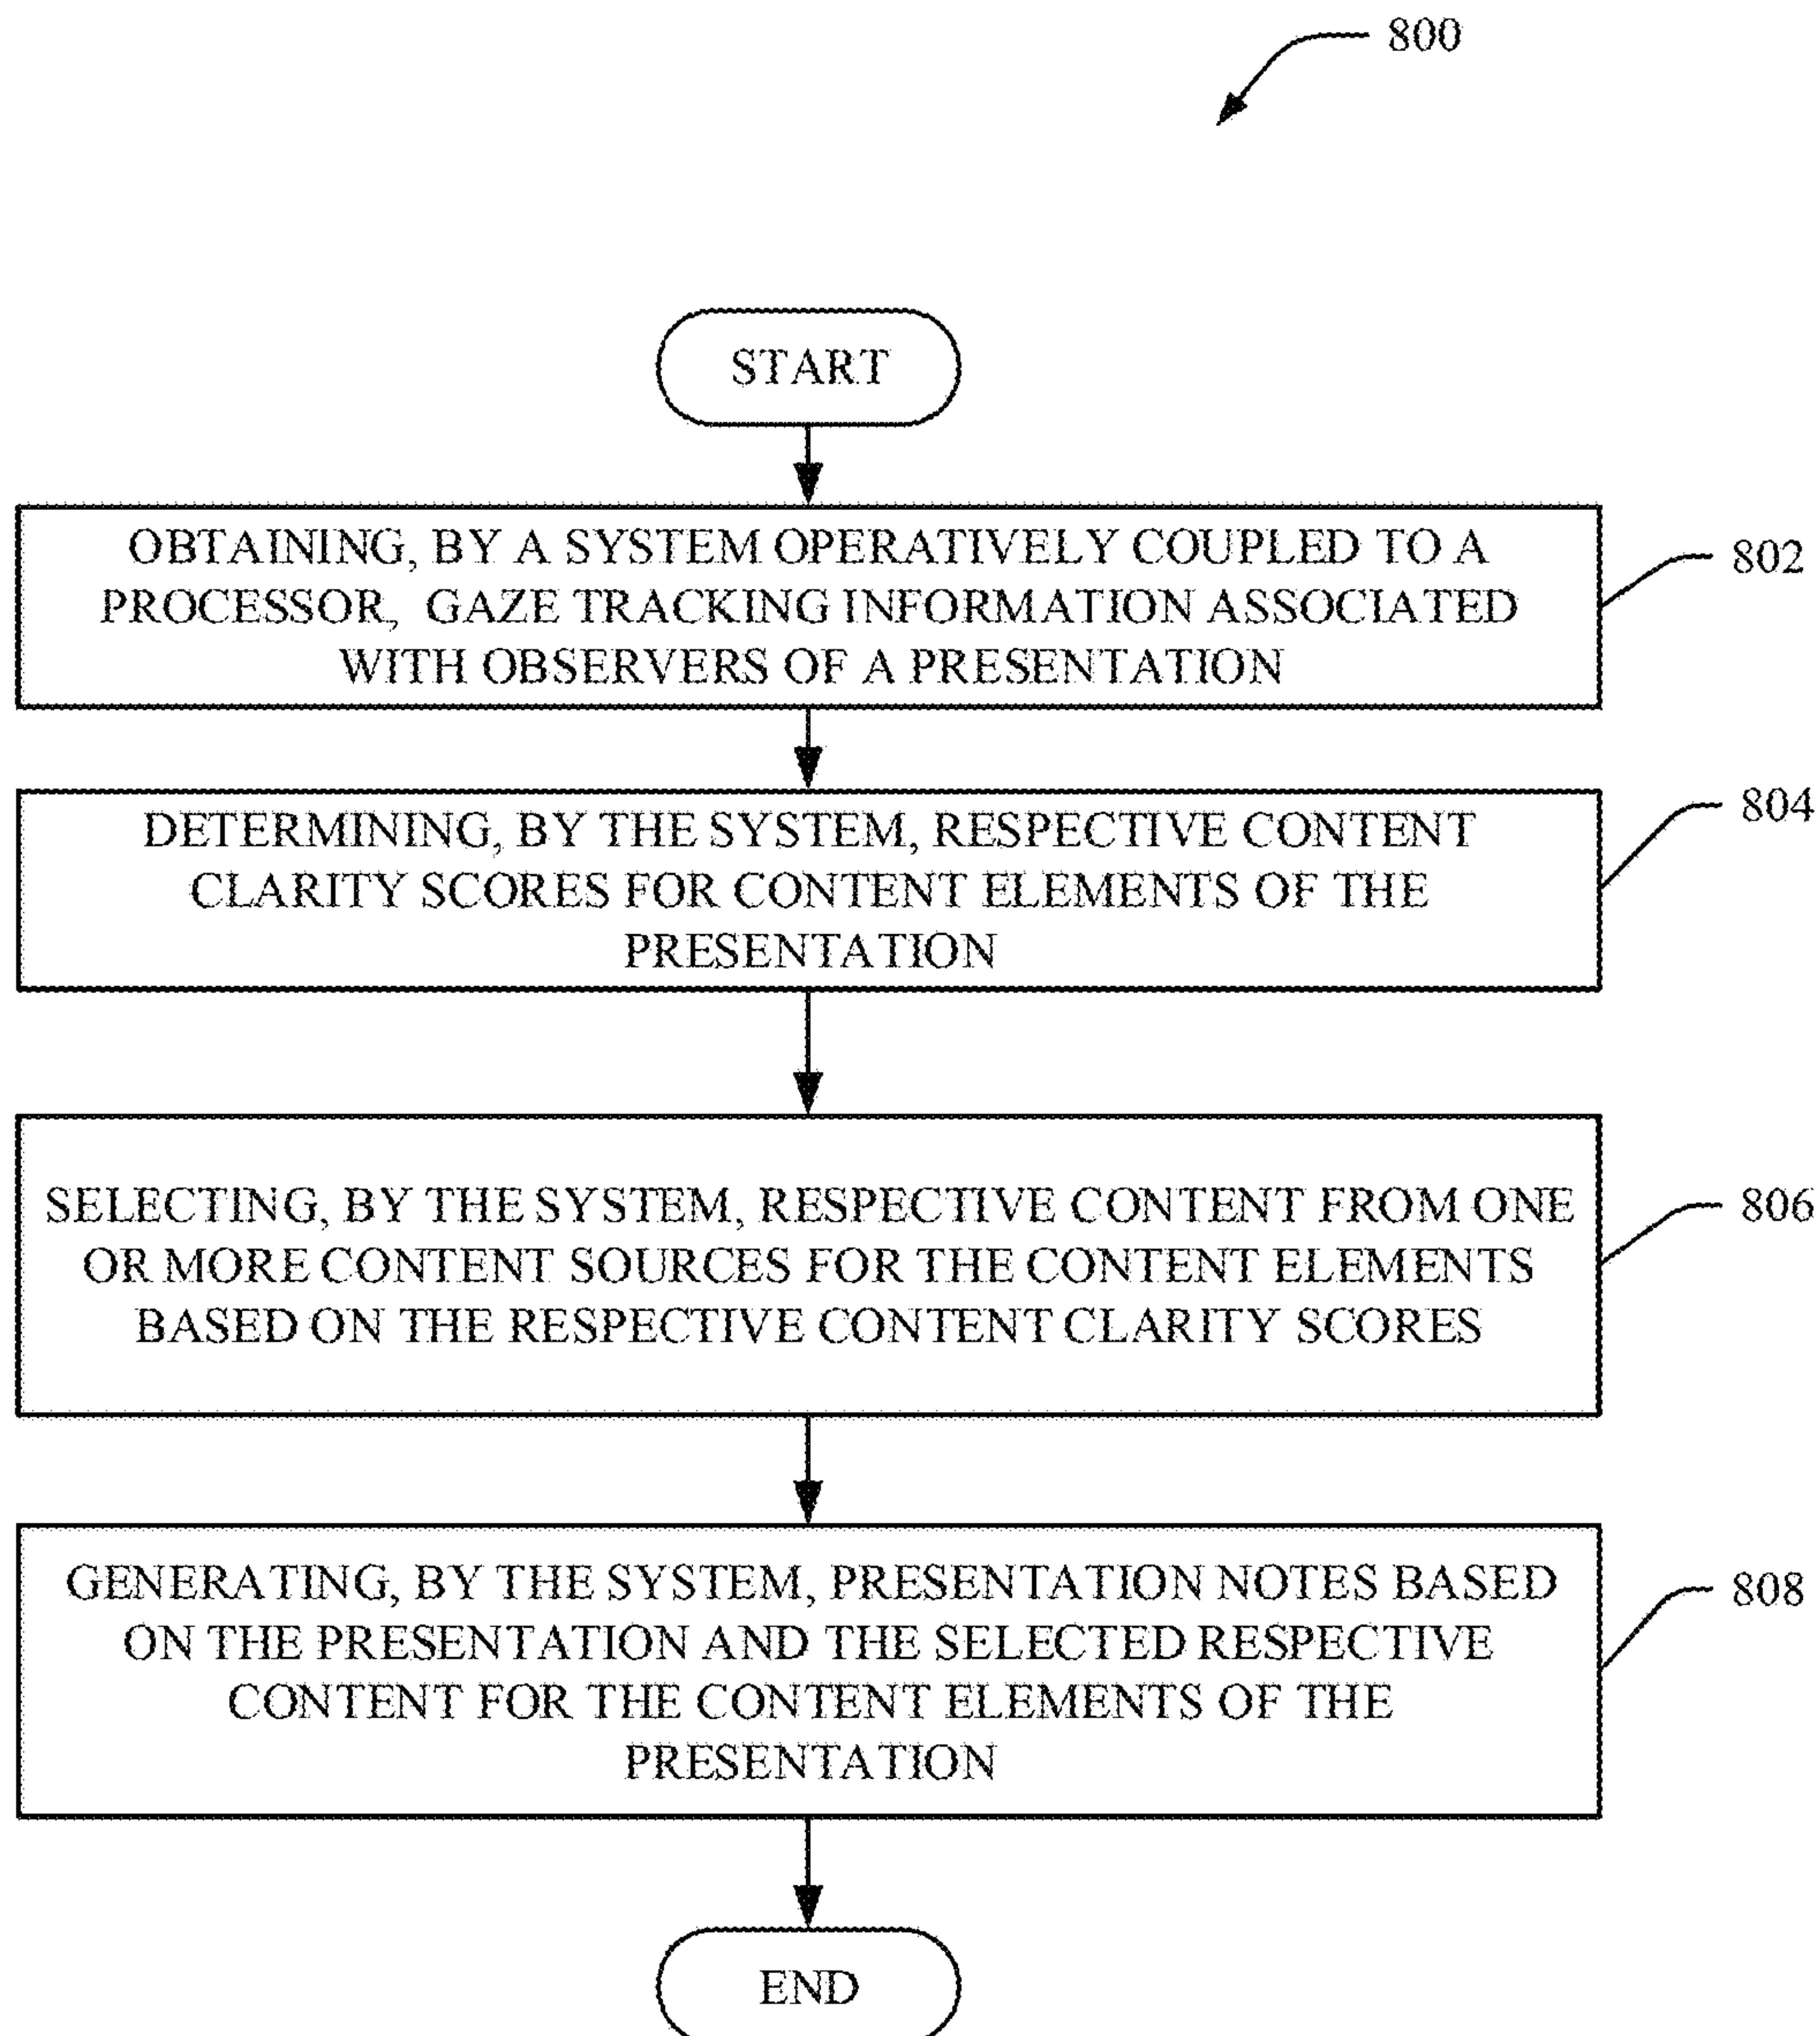 800
START
OBTAINING, BY A SYSTEM OPERATIVELY COUPLED TO A
PROCESSOR, GAZE TRACKING INFORMATION ASSOCIATED
WITH OBSERVERS OF A PRESENTATION
802
DETERMINING, BY THE SYSTEM, RESPECTIVE CONTENT
CLARITY SCORES FOR CONTENT ELEMENTS OF THE
PRESENTATION
804
SELECTING, BY THE SYSTEM, RESPECTIVE CONTENT FROM ONE
OR MORE CONTENT SOURCES FOR THE CONTENT ELEMENTS
BASED ON THE RESPECTIVE CONTENT CLARITY SCORES
806
GENERATING, BY THE SYSTEM, PRESENTATION NOTES BASED
ON THE PRESENTATION AND THE SELECTED RESPECTIVE
CONTENT FOR THE CONTENT ELEMENTS OF THE
PRESENTATION
808
END